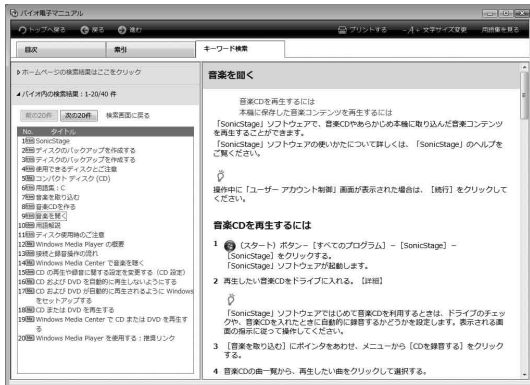 バイオ電子マニュアル
トップへ戻る 戻る 進む プリントする -A+ 文字サイズ変更 用語集を見る
目次 索引 キーワード検索
ホームページの検索結果はここをクリック
バイオ内の検索結果：1-20/40 件
前の20件 次の20件 検索画面に戻る
No. タイトル
1 SonicStage
2 ディスクのバックアップを作成する
3 ディスクのバックアップを作成する
4 使用できるディスクとご注意
5 コンパクト ディスク (CD)
6 用語集：C
7 音楽を取り込む
8 音楽CDを作る
9 音楽を聞く
10 用語解説
11 ディスク使用時のご注意
12 Windows Media Player の概要
13 接続と録音操作の流れ
14 Windows Media Center で音楽を聴く
15 CD の再生や録音に関する設定を変更する（CD 設定）
16 CD および DVD を自動的に再生しないようにする
17 CD および DVD が自動的に再生されるように Windows
をセットアップする
18 CD または DVD を再生する
19 Windows Media Center で CD または DVD を再生す
る
20 Windows Media Player を使用する：推奨リンク
音楽を聞く
音楽CDを再生するには
本機に保存した音楽コンテンツを再生するには
「SonicStage」ソフトウェアで、音楽CDやあらかじめ本機に取り込んだ音楽コンテンツ
を再生することができます。
「SonicStage」ソフトウェアの使いかたについて詳しくは、「SonicStage」のヘルプを
ご覧ください。
操作中に「ユーザー アカウント制御」画面が表示された場合は、［続行］をクリックして
ください。
音楽CDを再生するには
1 （スタート）ボタン－［すべてのプログラム］－［SonicStage］－
［SonicStage］をクリックする。
「SonicStage」ソフトウェアが起動します。
2 再生したい音楽CDをドライブに入れる。［詳細］
「SonicStage」ソフトウェアではじめて音楽CDを利用するときは、ドライブのチェッ
クや、音楽CDを入れたときに自動的に録音するかどうかを設定します。表示される画
面の指示に従って操作してください。
3 ［音楽を取り込む］にポインタをあわせ、メニューから［CDを録音する］をクリック
する。
4 音楽CDの曲一覧から、再生したい曲をクリックして選択する。